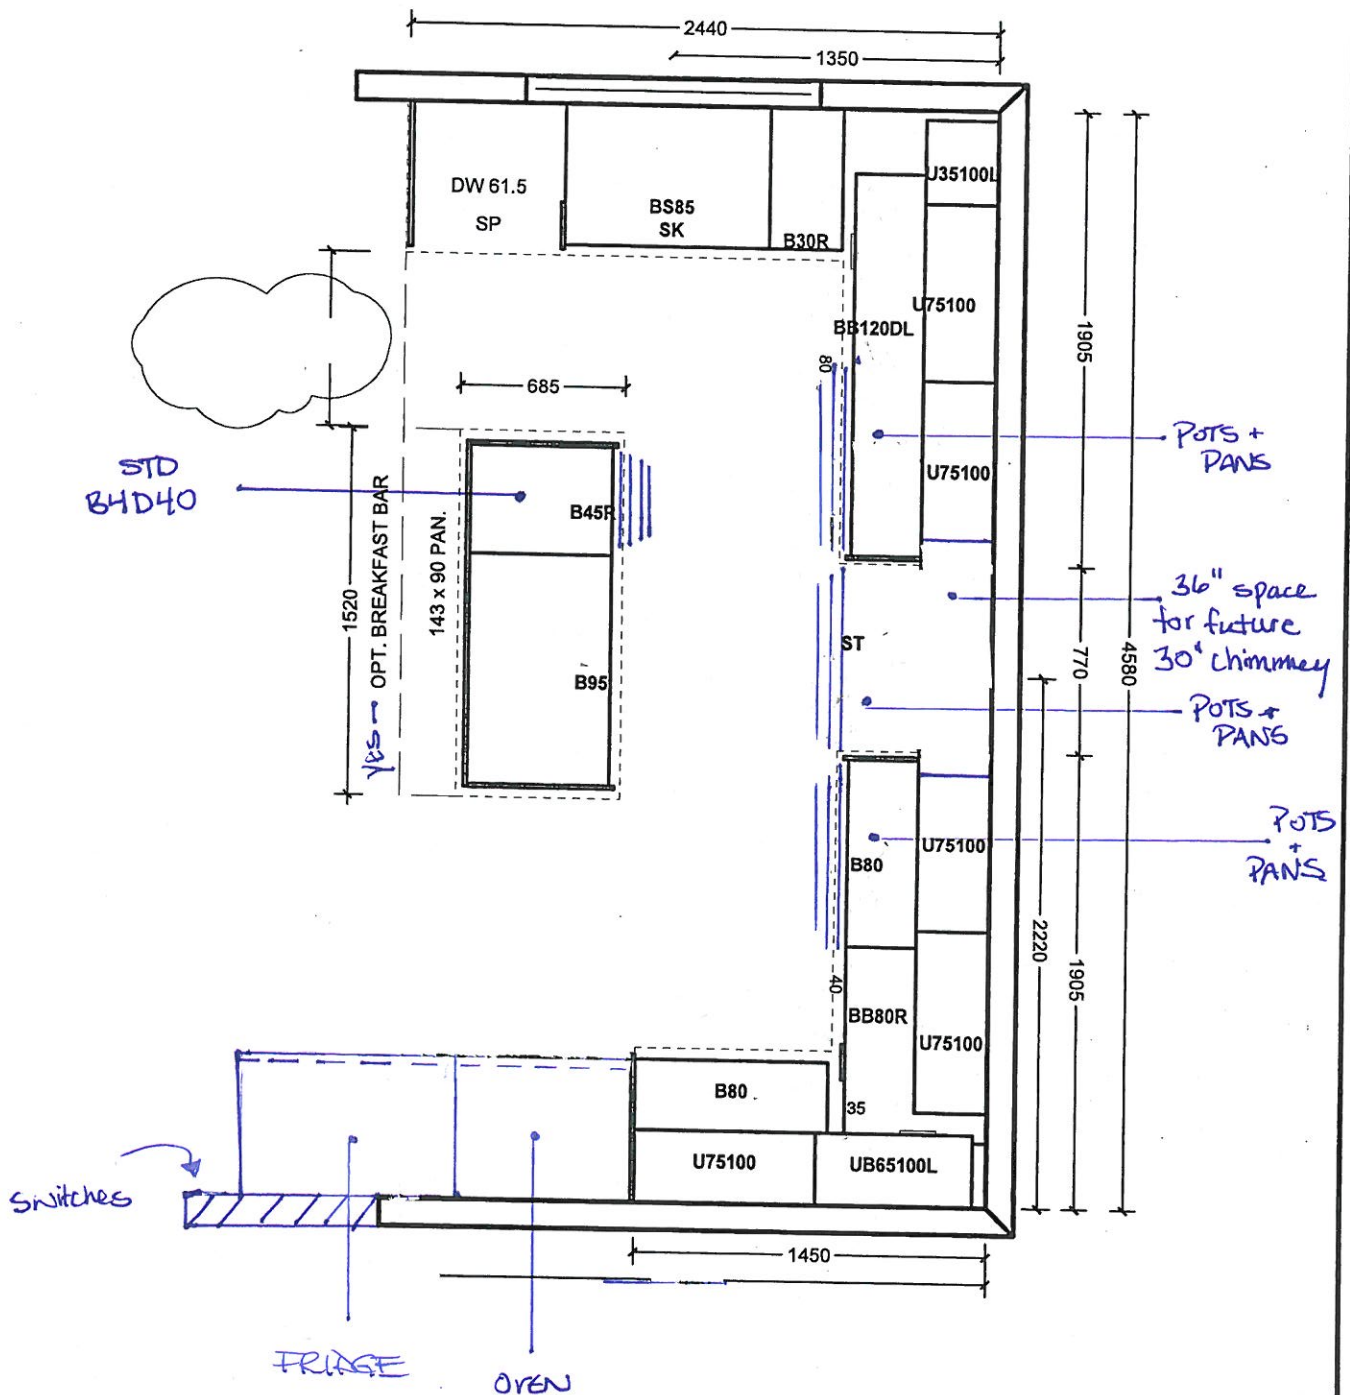 2440
1350
DW 61.5
SP
BS85
SK
B30R
U35100L
U75100
BB120DL
80
1905
4580
685
POTS +
PANS
STD
B4D40
B45R
U75100
1520
YES — OPT. BREAKFAST BAR
143 x 90 PAN.
B95
ST
36" space
for future
30" chimmey
770
POTS +
PANS
POTS
+
PANS
B80
U75100
2220
1905
40
BB80R
U75100
B80
35
U75100
UB65100L
switches
1450
FRIDGE
OVEN